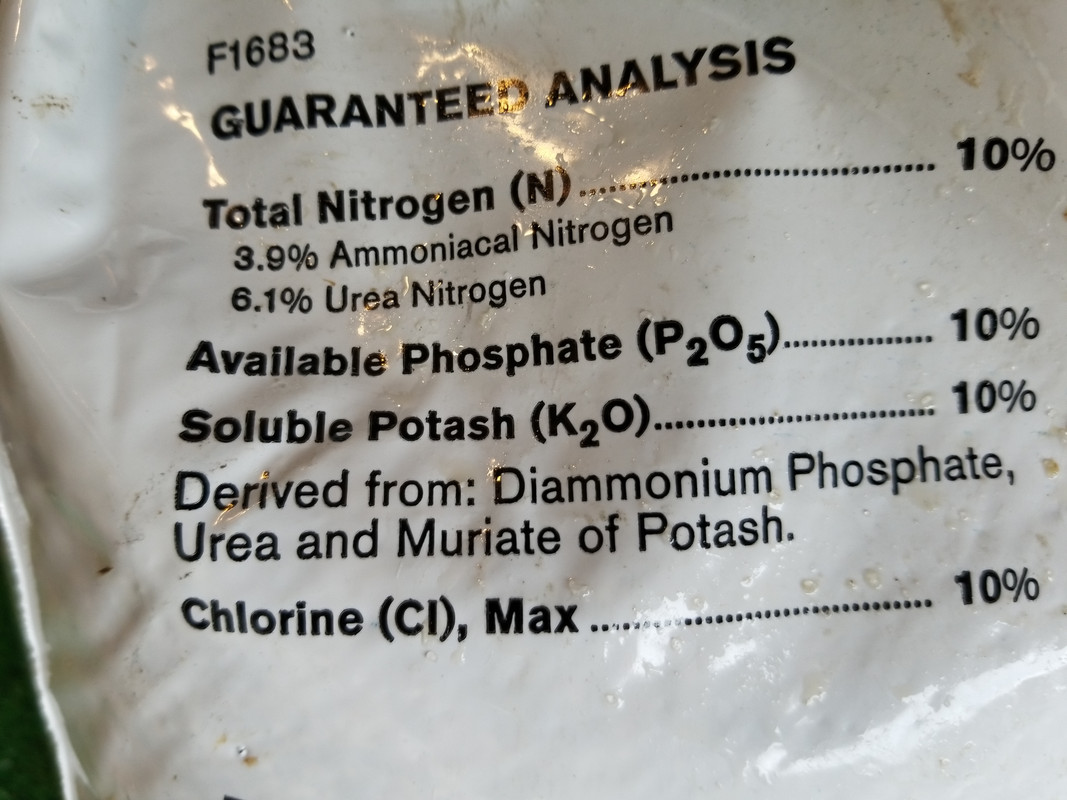 F1683
GUARANTEED ANALYSIS
Total Nitrogen (N)........................................ 10%
3.9% Ammoniacal Nitrogen
6.1% Urea Nitrogen
Available Phosphate (P₂O₅)................. 10%
Soluble Potash (K₂O)................................ 10%
Derived from: Diammonium Phosphate,
Urea and Muriate of Potash.
Chlorine (Cl), Max ...................................... 10%